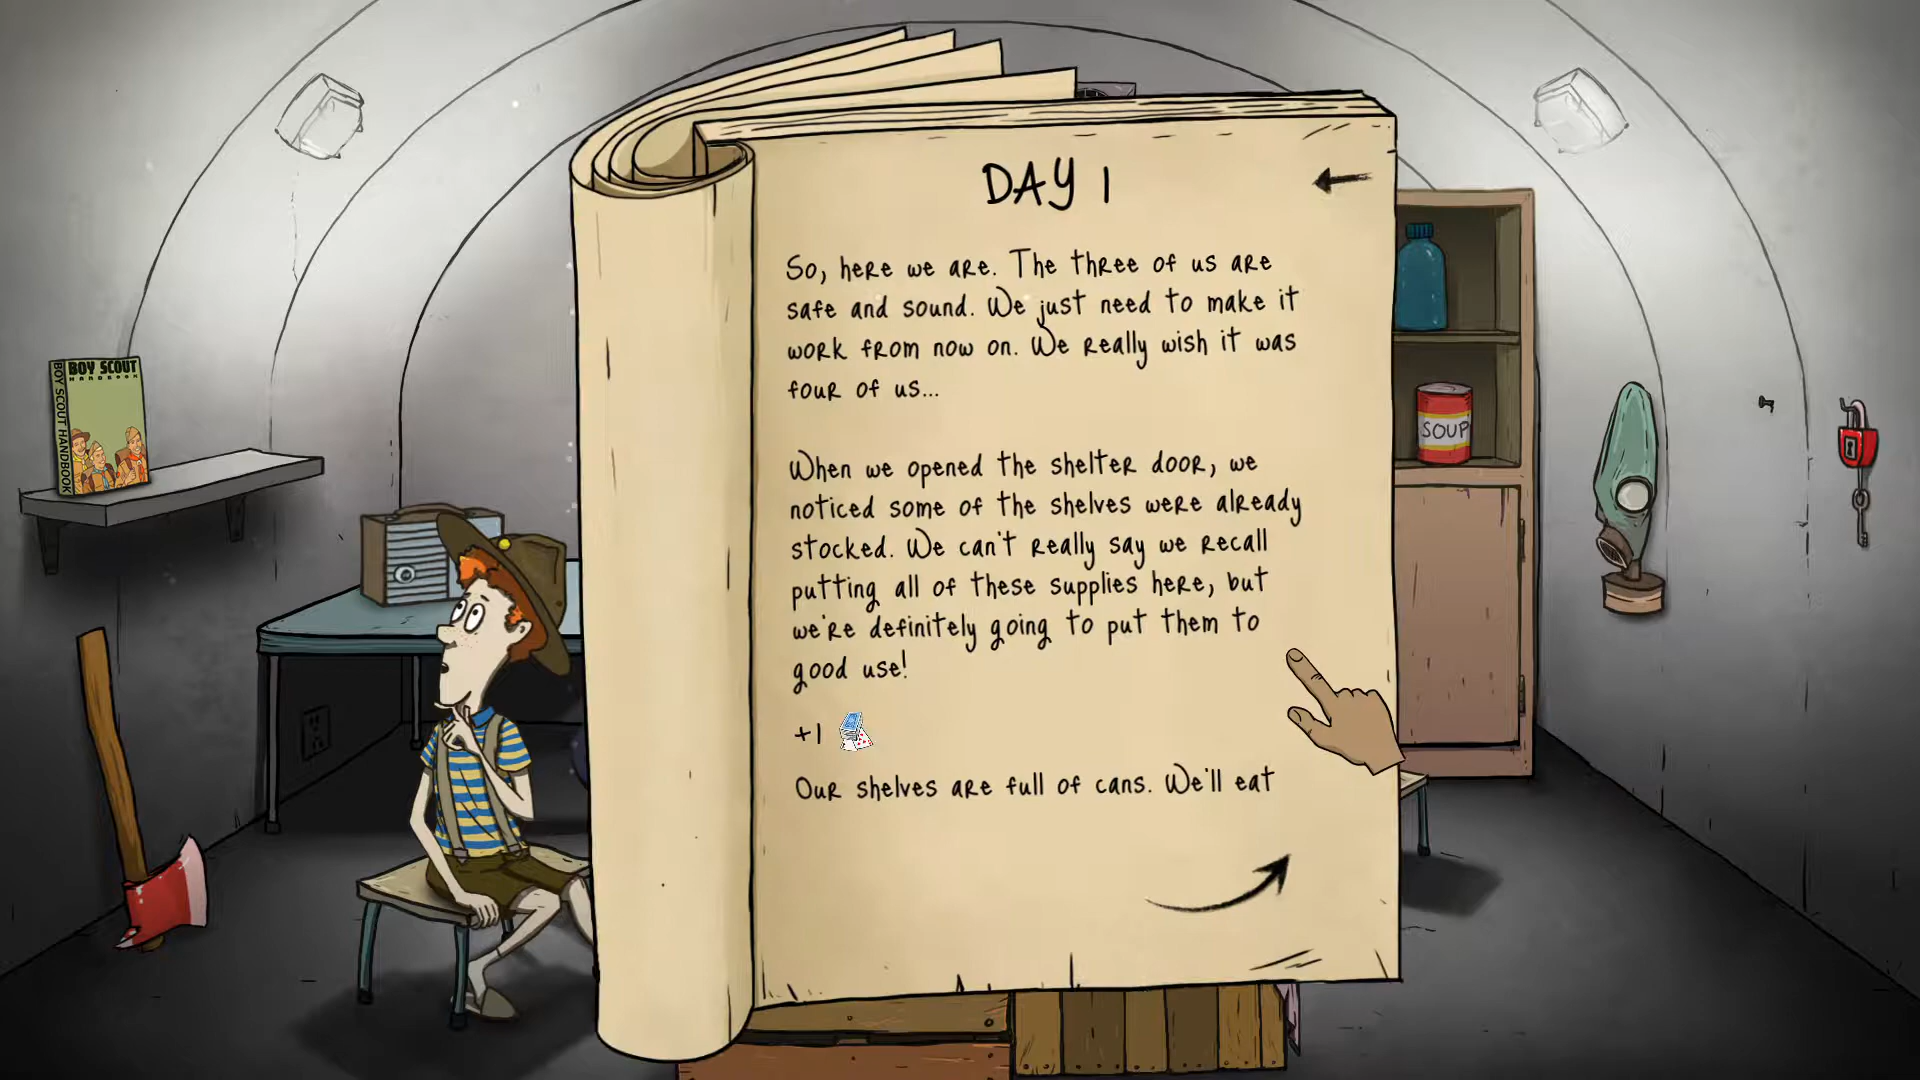 DAY 1
So, here we are. The three of us are
safe and sound. We just need to make it
work from now on. We really wish it was
four of us...
When we opened the shelter door, we
noticed some of the shelves were already
stocked. We can't really say we recall
putting all of these supplies here, but
we're definitely going to put them to
good use!
+1
Our shelves are full of cans. We'll eat
BOY SCOUT
HANDBOOK
BOY SCOUT HANDBOOK
SOUP